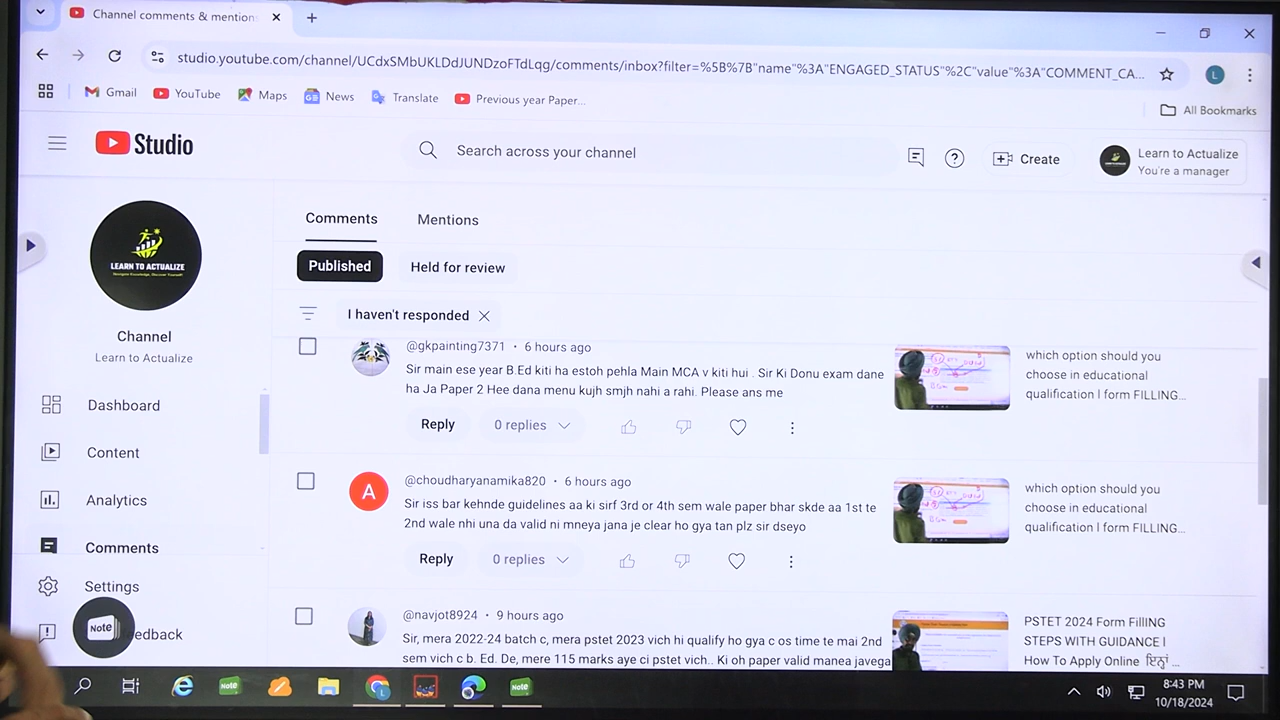 Channel comments & mention
studio.youtube.com/channel/UCdxSMbUKLDdJUNDzoFTdLqg/comments/inbox?filter=%5B%7B"name"%3A"ENGAGED_STATUS"%2C"value"%3A"COMMENT_CA...
L
Gmail YouTube Maps News Translate Previous year Paper...
All Bookmarks
Studio
Search across your channel
Create
Learn to Actualize
You're a manager
LEARN TO ACTUALIZE
Channel
Learn to Actualize
Dashboard
Content
Analytics
Comments
Settings
Note
edback
Comments Mentions
Published Held for review
I haven't responded
@gkpainting7371 • 6 hours ago
Sir main ese year B.Ed kiti ha estoh pehla Main MCA v kiti hui . Sir Ki Donu exam dane
ha Ja Paper 2 Hee dana menu kujh smjh nahi a rahi. Please ans me
Reply 0 replies
which option should you
choose in educational
qualification l form FILLING...
A
@choudharyanamika820 • 6 hours ago
Sir iss bar kehnde guidelines aa ki sirf 3rd or 4th sem wale paper bhar skde aa 1st te
2nd wale nhi una da valid ni mneya jana je clear ho gya tan plz sir dseyo
Reply 0 replies
which option should you
choose in educational
qualification l form FILLING...
@navjot8924 • 9 hours ago
Sir, mera 2022-24 batch c, mera pstet 2023 vich hi qualify ho gya c os time te mai 2nd
sem vich c b. Ed. De, mere 115 marks aye ci pstet vich.. Ki oh paper valid manea javega
PSTET 2024 Form FillING
STEPS WITH GUIDANCE l
How To Apply Online ਇਨ੍ਹਾਂ ...
Note
Note
8:43 PM
10/18/2024